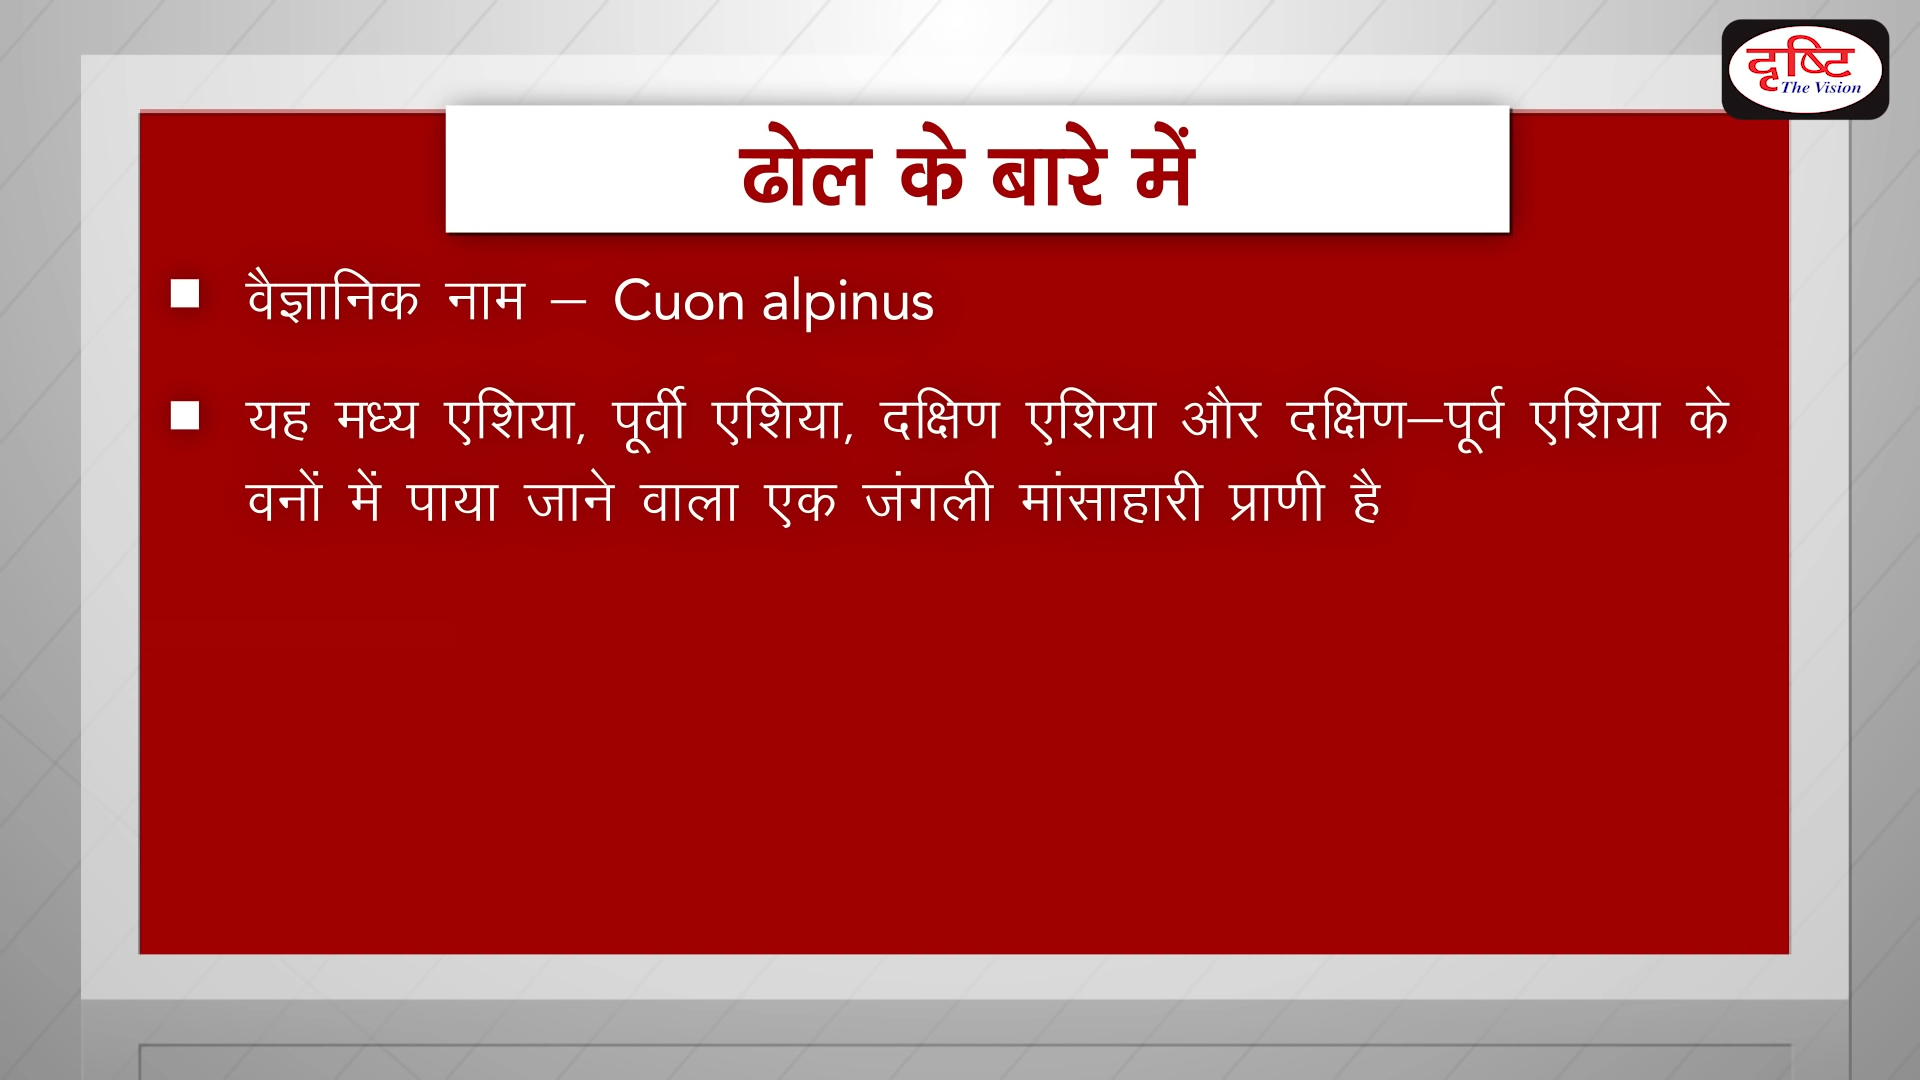 दृष्टि
The Vision
ढोल के बारे में
■ वैज्ञानिक नाम – Cuon alpinus
■ यह मध्य एशिया, पूर्वी एशिया, दक्षिण एशिया और दक्षिण–पूर्व एशिया के
वनों में पाया जाने वाला एक जंगली मांसाहारी प्राणी है